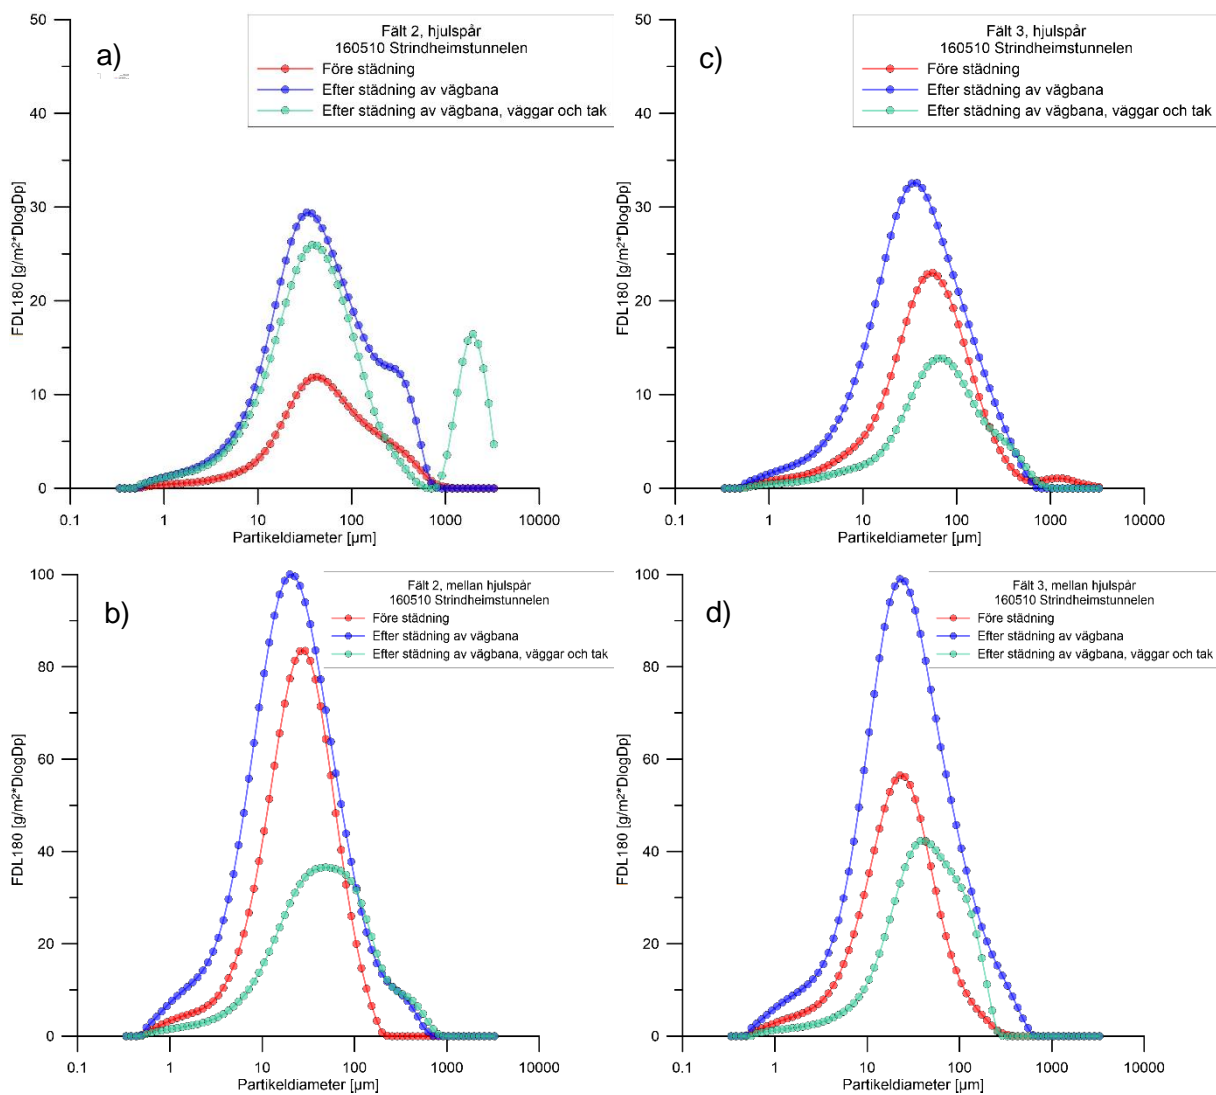 a)
Fält 2, hjulspår
160510 Strindheimstunnelen
Före städning
Efter städning av vägbana
Efter städning av vägbana, väggar och tak
FDL180 [g/m²*DlogDp]
50
40
30
20
10
0
0.1 1 10 100 1000 10000
Partikeldiameter [µm]
c)
Fält 3, hjulspår
160510 Strindheimstunnelen
Före städning
Efter städning av vägbana
Efter städning av vägbana, väggar och tak
FDL180 [g/m²*DlogDp]
50
40
30
20
10
0
0.1 1 10 100 1000 10000
Partikeldiameter [µm]
b)
Fält 2, mellan hjulspår
160510 Strindheimstunnelen
Före städning
Efter städning av vägbana
Efter städning av vägbana, väggar och tak
FDL180 [g/m²*DlogDp]
100
80
60
40
20
0
0.1 1 10 100 1000 10000
Partikeldiameter [µm]
d)
Fält 3, mellan hjulspår
160510 Strindheimstunnelen
Före städning
Efter städning av vägbana
Efter städning av vägbana, väggar och tak
FDL180 [g/m²*DlogDp]
100
80
60
40
20
0
0.1 1 10 100 1000 10000
Partikeldiameter [µm]